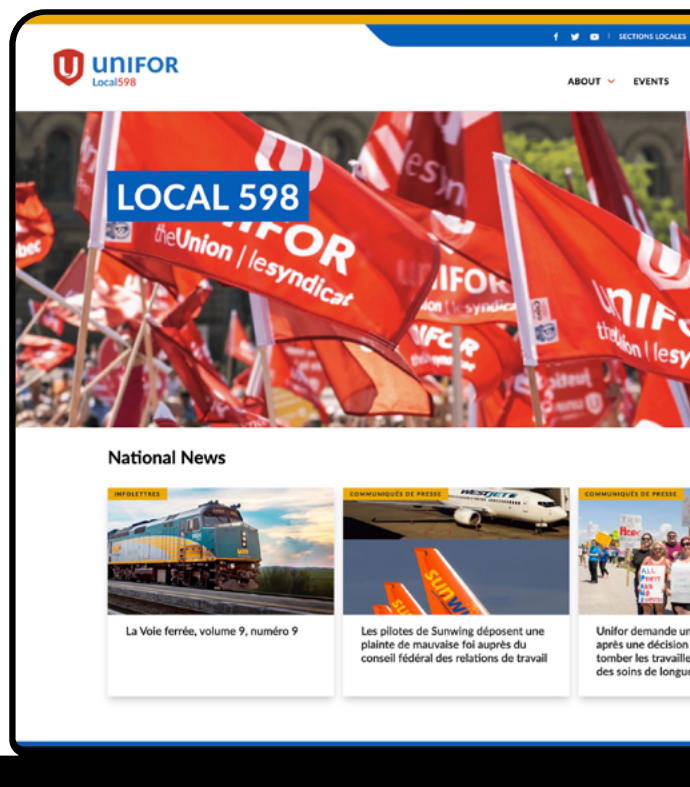 SECTIONS LOCALES
UNIFOR
Local598
ABOUT
EVENTS
LOCAL 598
UNIFOR
theUnion | lesyndicat
National News
INFOLETTRES
COMMUNIQUÉS DE PRESSE
WESTJET
COMMUNIQUÉS DE PRESSE
La Voie ferrée, volume 9, numéro 9
Les pilotes de Sunwing déposent une
plainte de mauvaise foi auprès du
conseil fédéral des relations de travail
Unifor demande un
après une décision
tomber les travaille
des soins de longue